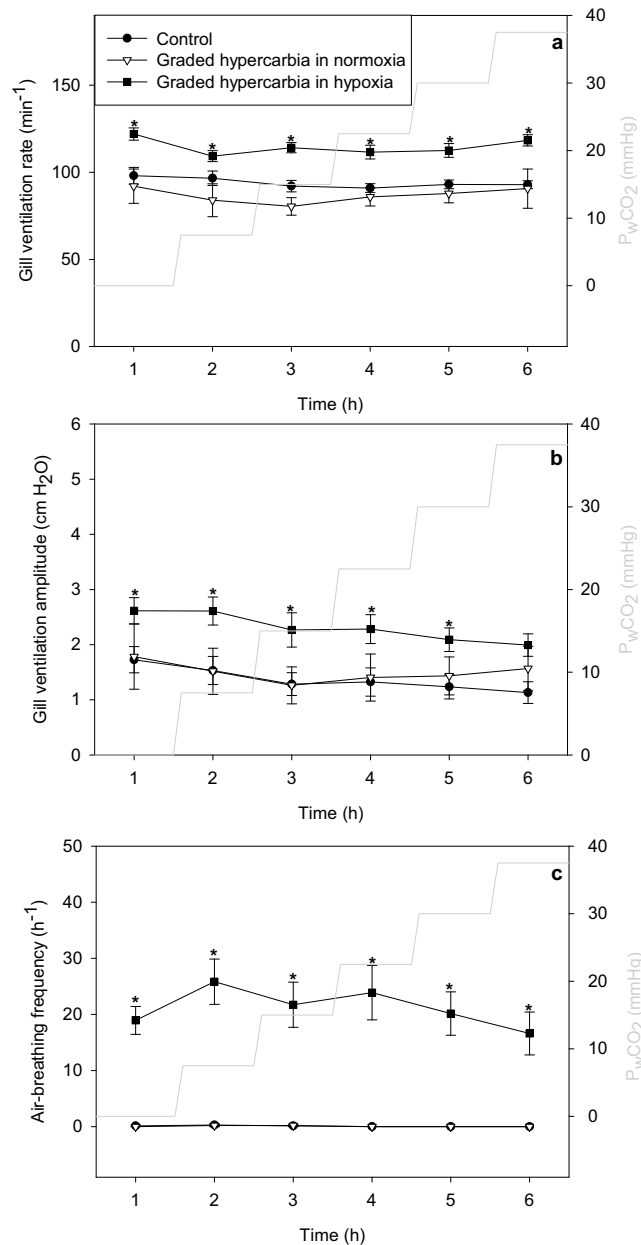 Control
Graded hypercarbia in normoxia
Graded hypercarbia in hypoxia
a
Gill ventilation rate (min⁻¹)
150
100
50
0
* * * * * *
40
30
20
10
0
PwCO₂ (mmHg)
1 2 3 4 5 6
Time (h)
b
Gill ventilation amplitude (cm H₂O)
6
5
4
3
2
1
0
* * * * *
40
30
20
10
0
PwCO₂ (mmHg)
1 2 3 4 5 6
Time (h)
c
Air-breathing frequency (h⁻¹)
50
40
30
20
10
0
* * * * * *
40
30
20
10
0
PwCO₂ (mmHg)
1 2 3 4 5 6
Time (h)